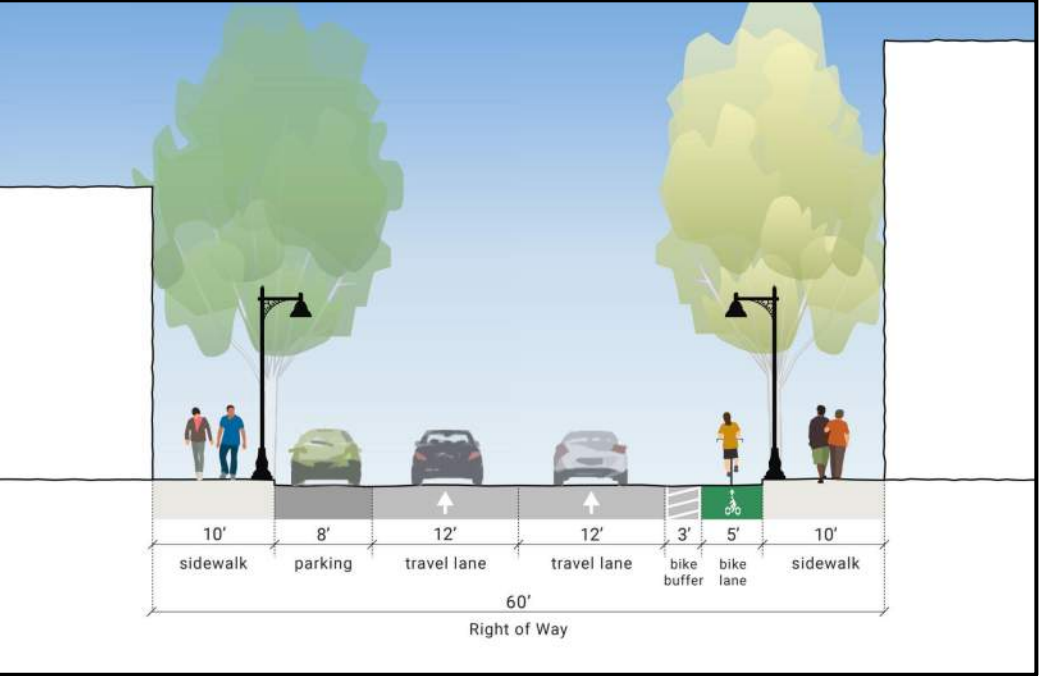 10’ 8’ 12’ 12’ 3’ 5’ 10’
sidewalk parking travel lane travel lane bike buffer bike lane sidewalk
60’
Right of Way